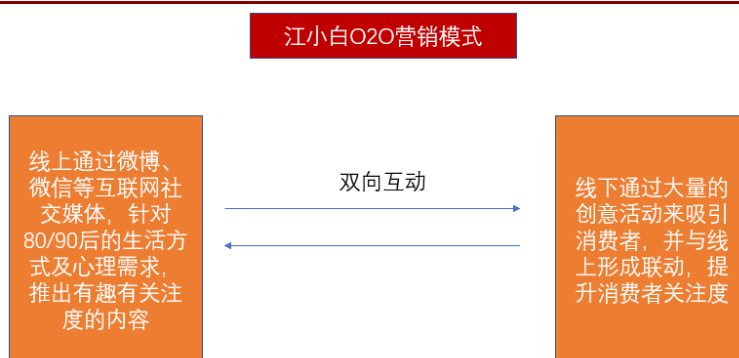 江小白O2O营销模式
线上通过微博、
微信等互联网社
交媒体，针对
80/90后的生活方
式及心理需求，
推出有趣有关注
度的内容
双向互动
线下通过大量的
创意活动来吸引
消费者，并与线
上形成联动，提
升消费者关注度